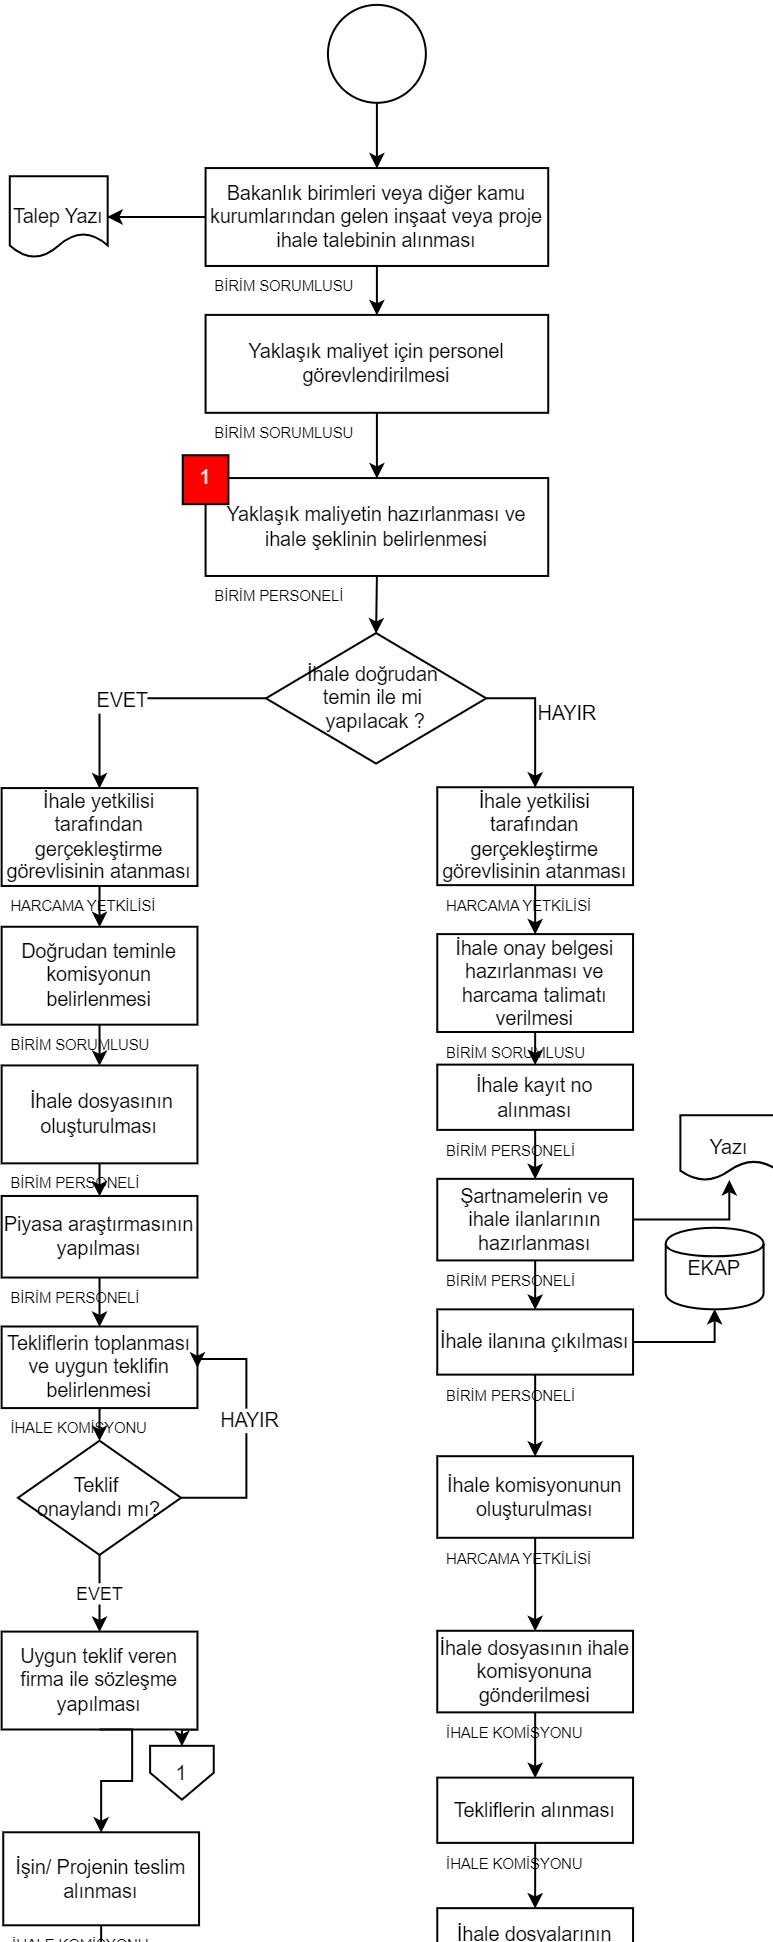 Talep Yazı
Bakanlık birimleri veya diğer kamu
kurumlarından gelen inşaat veya proje
ihale talebinin alınması
BİRİM SORUMLUSU
Yaklaşık maliyet için personel
görevlendirilmesi
BİRİM SORUMLUSU
1
Yaklaşık maliyetin hazırlanması ve
ihale şeklinin belirlenmesi
BİRİM PERSONELİ
İhale doğrudan
temin ile mi
yapılacak ?
EVET
HAYIR
İhale yetkilisi
tarafından
gerçekleştirme
görevlisinin atanması
HARCAMA YETKİLİSİ
Doğrudan teminle
komisyonun
belirlenmesi
BİRİM SORUMLUSU
İhale dosyasının
oluşturulması
BİRİM PERSONELİ
Piyasa araştırmasının
yapılması
BİRİM PERSONELİ
Tekliflerin toplanması
ve uygun teklifin
belirlenmesi
İHALE KOMİSYONU
HAYIR
Teklif
onaylandı mı?
EVET
Uygun teklif veren
firma ile sözleşme
yapılması
1
İşin/ Projenin teslim
alınması
İHALE KOMİSYONU
İhale yetkilisi
tarafından
gerçekleştirme
görevlisinin atanması
HARCAMA YETKİLİSİ
İhale onay belgesi
hazırlanması ve
harcama talimatı
verilmesi
BİRİM SORUMLUSU
İhale kayıt no
alınması
BİRİM PERSONELİ
Yazı
Şartnamelerin ve
ihale ilanlarının
hazırlanması
BİRİM PERSONELİ
EKAP
İhale ilanına çıkılması
BİRİM PERSONELİ
İhale komisyonunun
oluşturulması
HARCAMA YETKİLİSİ
İhale dosyasının ihale
komisyonuna
gönderilmesi
İHALE KOMİSYONU
Tekliflerin alınması
İHALE KOMİSYONU
İhale dosyalarının